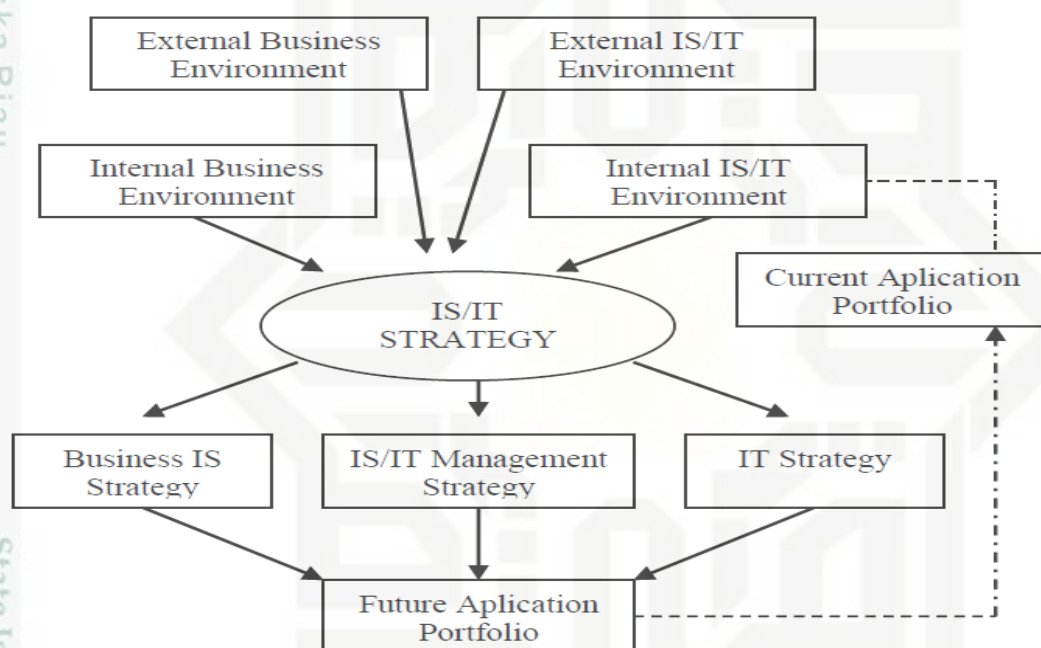 External Business
Environment
External IS/IT
Environment
Internal Business
Environment
Internal IS/IT
Environment
Current Aplication
Portfolio
IS/IT
STRATEGY
Business IS
Strategy
IS/IT Management
Strategy
IT Strategy
Future Aplication
Portfolio